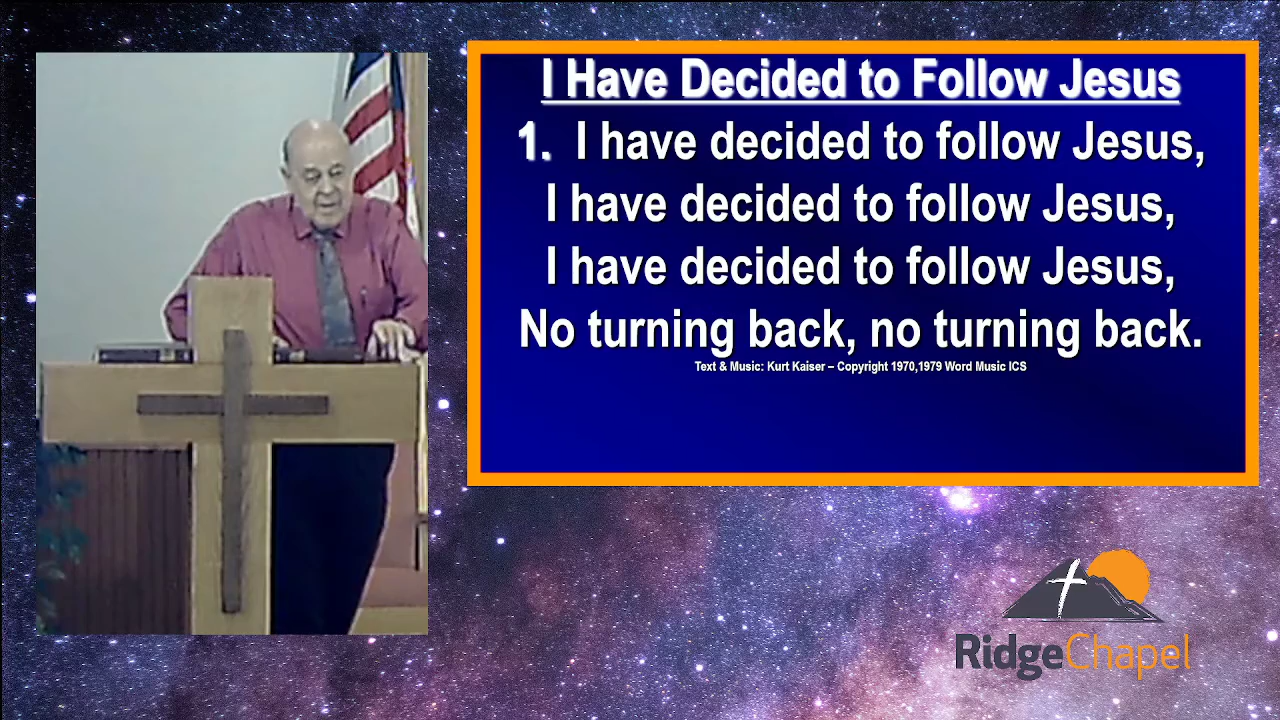 I Have Decided to Follow Jesus
1. I have decided to follow Jesus,
I have decided to follow Jesus,
I have decided to follow Jesus,
No turning back, no turning back.
Text & Music: Kurt Kaiser – Copyright 1970,1979 Word Music ICS
RidgeChapel